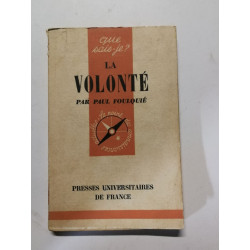 que
sais-je?
LA
VOLONTÉ
PAR PAUL FOULQUIÉ
PRESSES UNIVERSITAIRES
DE FRANCE